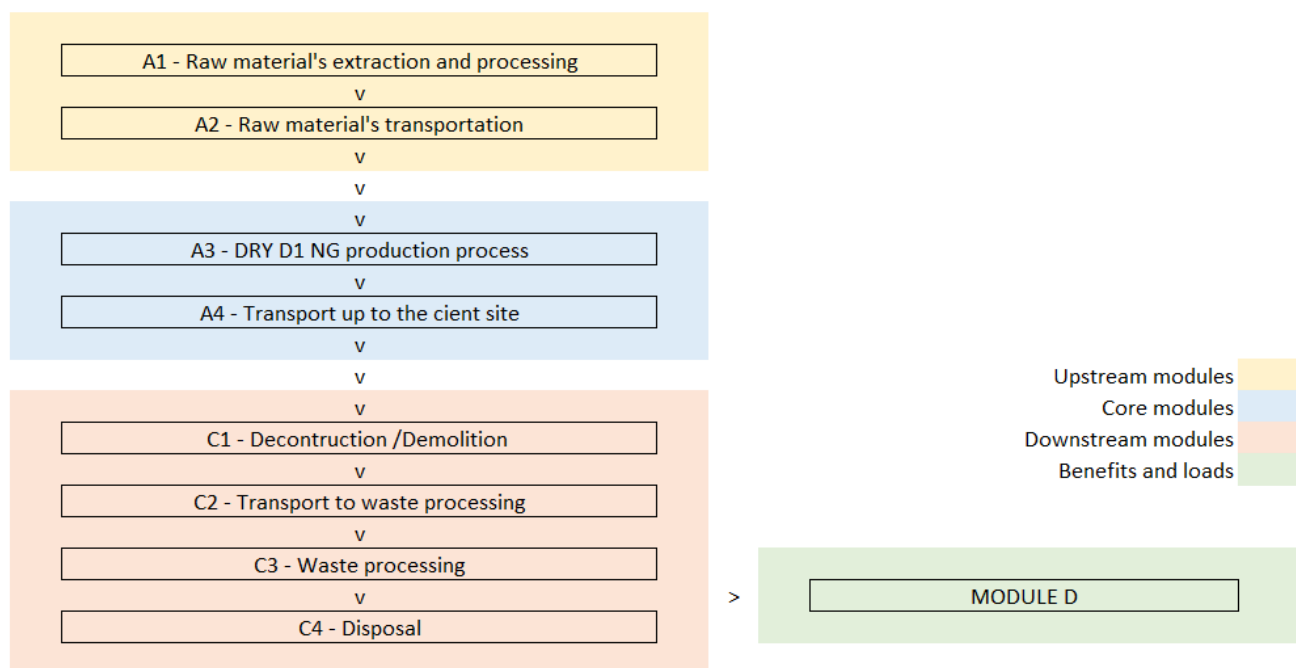 A1 - Raw material's extraction and processing
v
A2 - Raw material's transportation
v
v
v
A3 - DRY D1 NG production process
v
A4 - Transport up to the cient site
v
v
v
C1 - Decontruction /Demolition
v
C2 - Transport to waste processing
v
C3 - Waste processing
v
C4 - Disposal
>
MODULE D
Upstream modules
Core modules
Downstream modules
Benefits and loads